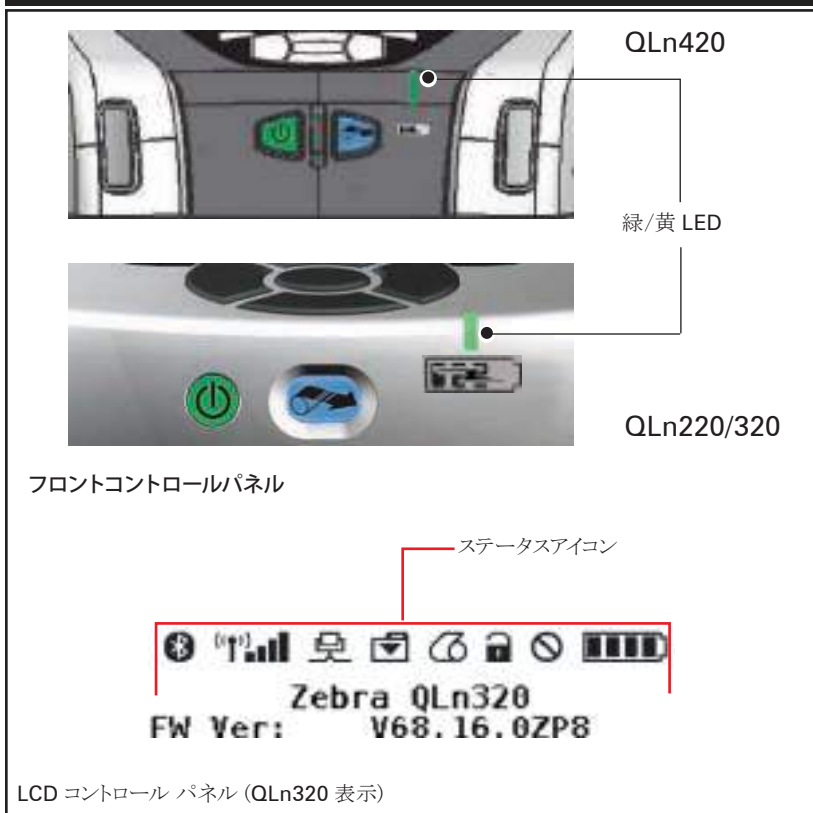 QLn420
緑/黄 LED
QLn220/320
フロントコントロールパネル
ステータスアイコン
Zebra QLn320
FW Ver: V68.16.0ZP8
LCD コントロール パネル (QLn320 表示)